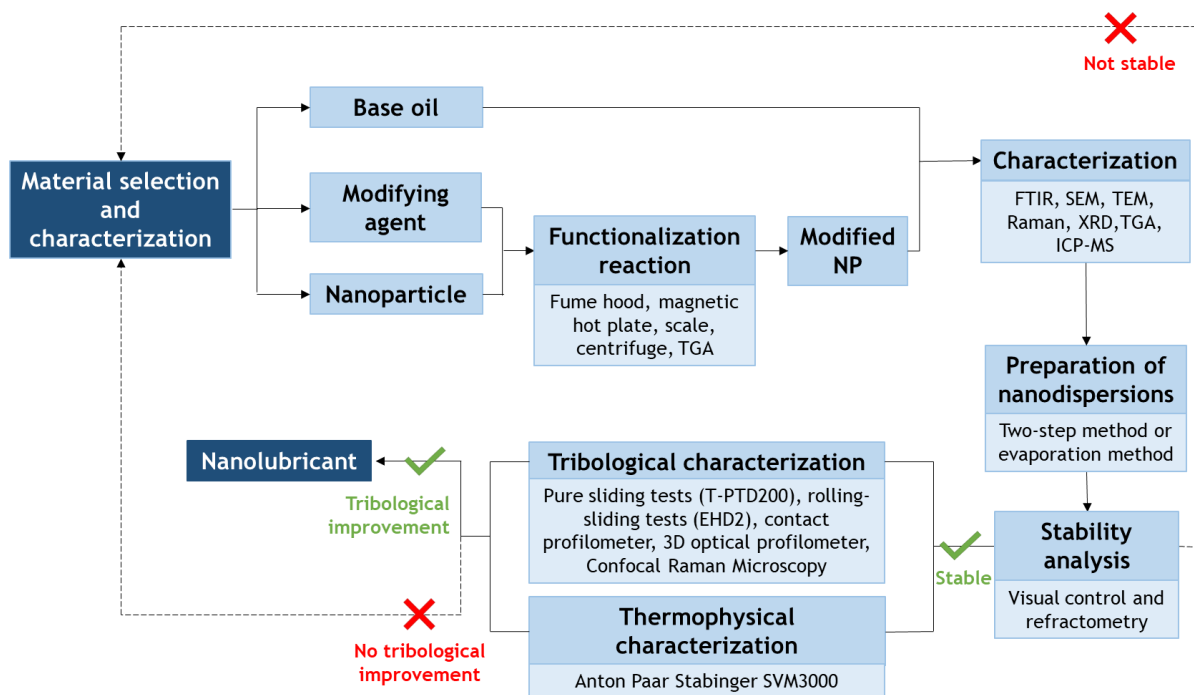 Not stable
Base oil
Material selection
and
characterization
Modifying
agent
Nanoparticle
Functionalization
reaction
Fume hood, magnetic
hot plate, scale,
centrifuge, TGA
Modified
NP
Characterization
FTIR, SEM, TEM,
Raman, XRD,TGA,
ICP-MS
Preparation of
nanodispersions
Two-step method or
evaporation method
Stability
analysis
Visual control and
refractometry
Stable
Tribological characterization
Pure sliding tests (T-PTD200), rolling-
sliding tests (EHD2), contact
profilometer, 3D optical profilometer,
Confocal Raman Microscopy
Thermophysical
characterization
Anton Paar Stabinger SVM3000
Nanolubricant
Tribological
improvement
No tribological
improvement